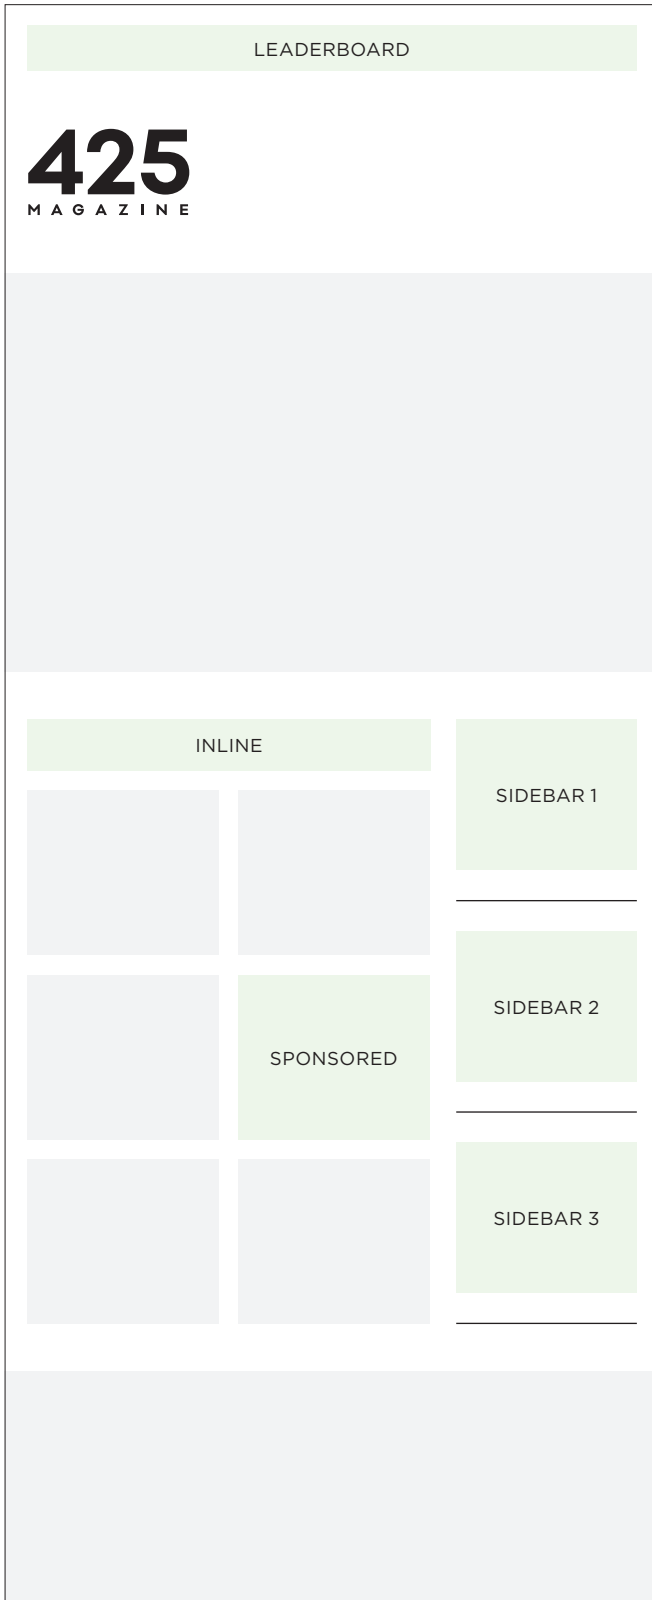 LEADERBOARD
425
MAGAZINE
INLINE
SIDEBAR 1
SIDEBAR 2
SPONSORED
SIDEBAR 3